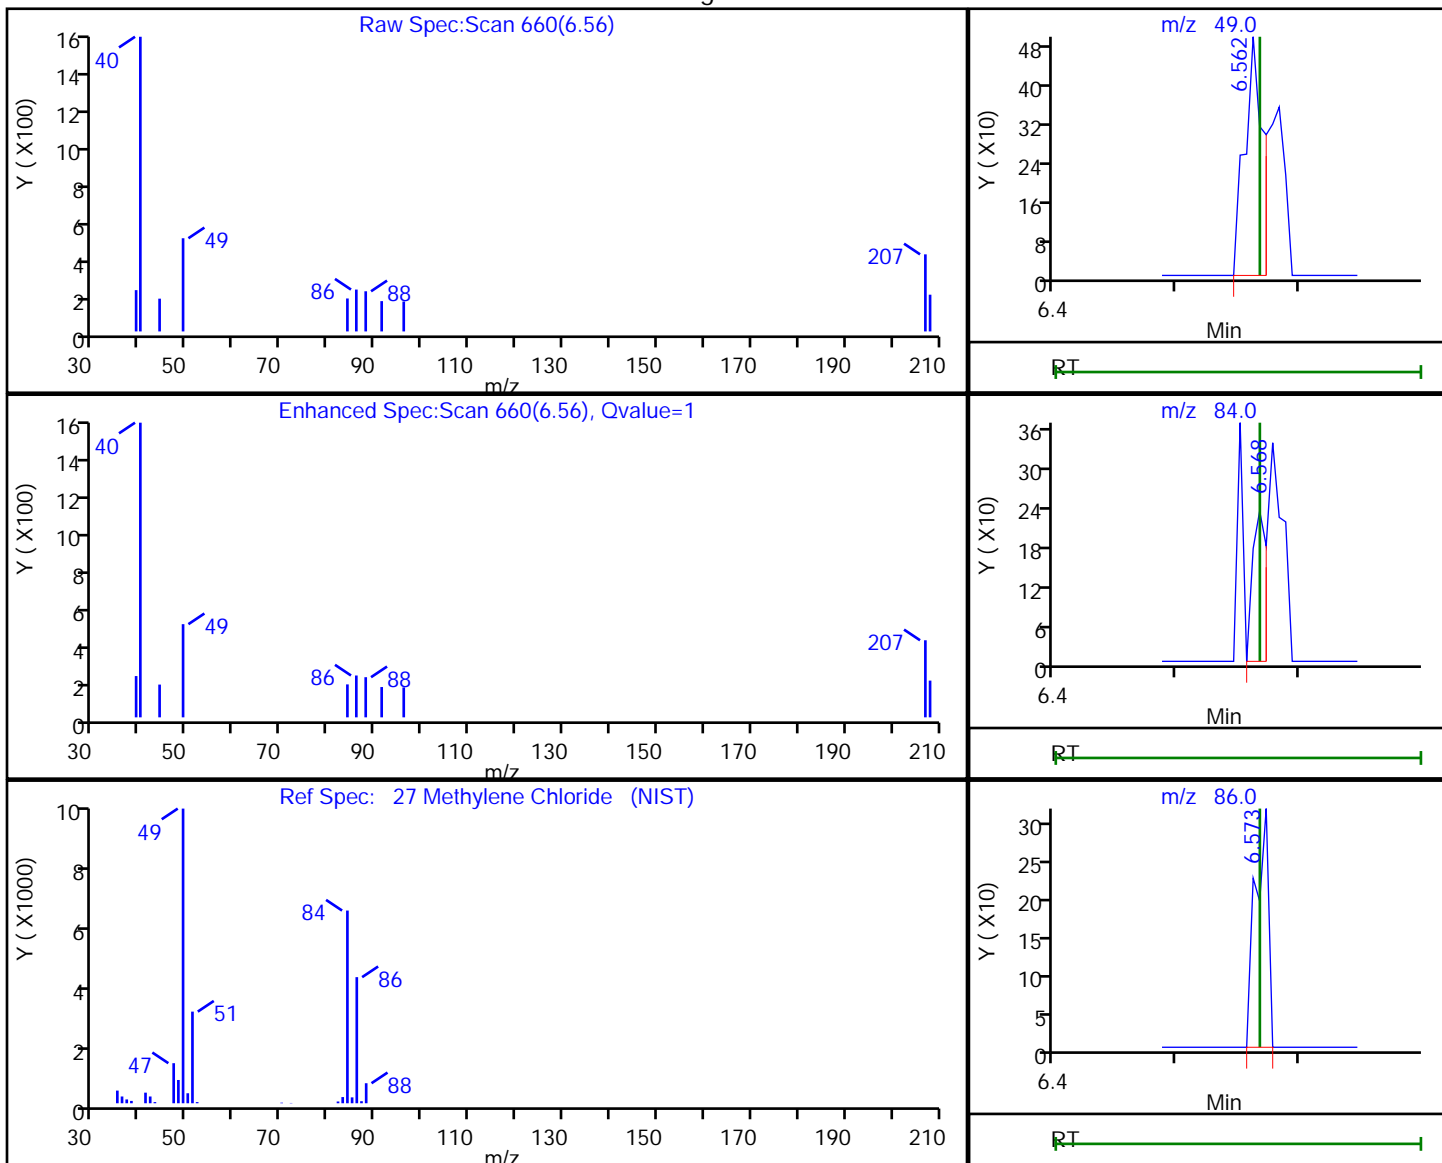 Raw Spec:Scan 660(6.56)
Y ( X100)
16
14
12
10
8
6
4
2
0
40
49
86
88
207
30 50 70 90 110 130 150 170 190 210
m/z
m/z 49.0
Y ( X10)
48
40
32
24
16
8
0
6.562
6.4
Min
RT
Enhanced Spec:Scan 660(6.56), Qvalue=1
Y ( X100)
16
14
12
10
8
6
4
2
0
40
49
86
88
207
30 50 70 90 110 130 150 170 190 210
m/z
m/z 84.0
Y ( X10)
36
30
24
18
12
6
0
6.568
6.4
Min
RT
Ref Spec: 27 Methylene Chloride (NIST)
Y ( X1000)
10
8
6
4
2
0
49
84
86
51
47
88
30 50 70 90 110 130 150 170 190 210
m/z
m/z 86.0
Y ( X10)
30
25
20
15
10
5
0
6.573
6.4
Min
RT